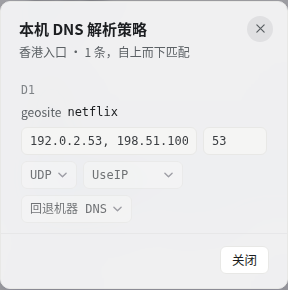 本机 DNS 解析策略
香港入口 · 1 条，自上而下匹配
D1
geosite netflix
192.0.2.53, 198.51.100 53
UDP UseIP
回退机器 DNS
关闭